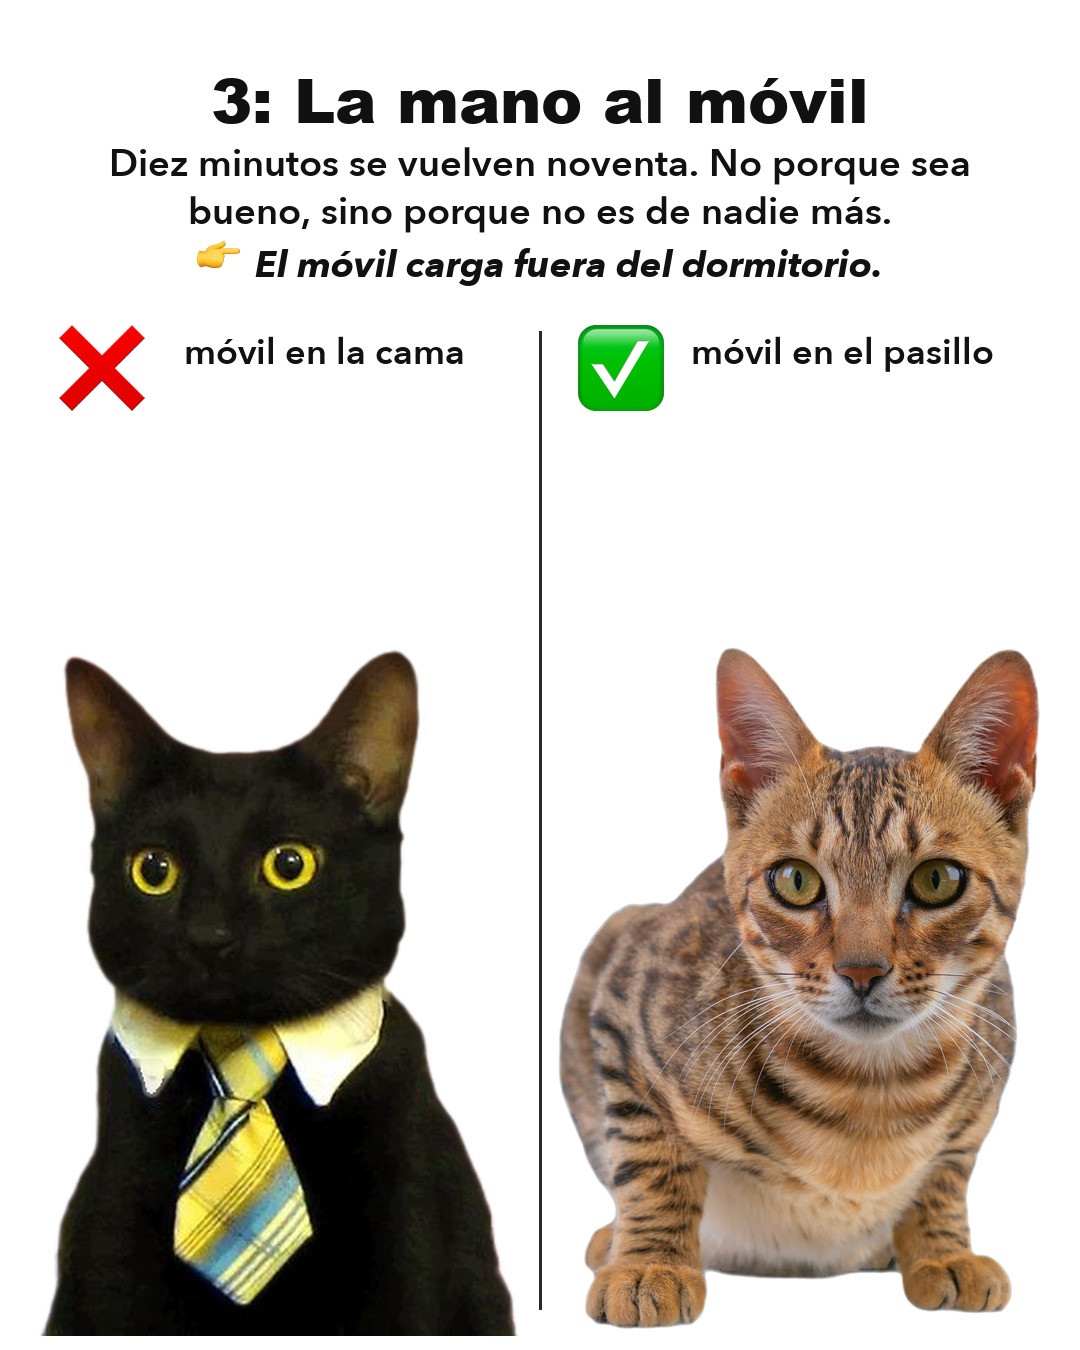 3: La mano al móvil
Diez minutos se vuelven noventa. No porque sea
bueno, sino porque no es de nadie más.
👉 El móvil carga fuera del dormitorio.
❌ móvil en la cama
✅ móvil en el pasillo